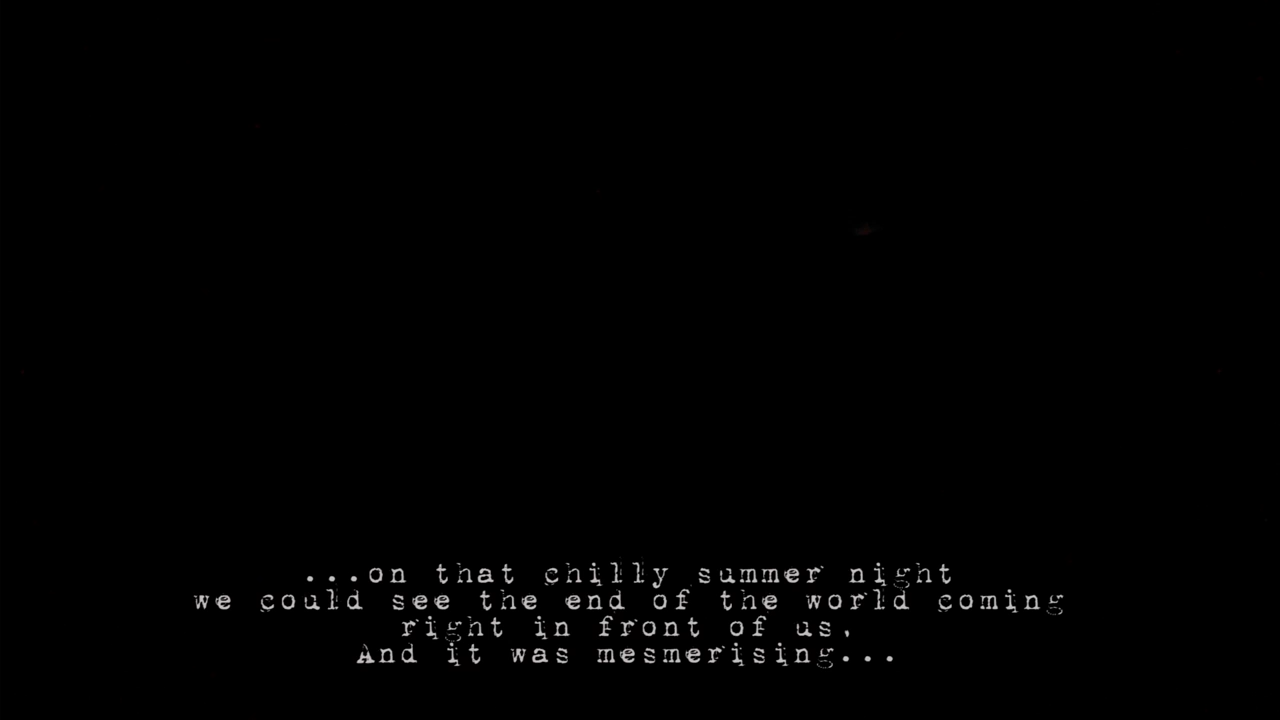 ...on that chilly summer night
we could see the end of the world coming
right in front of us.
And it was mesmerising...